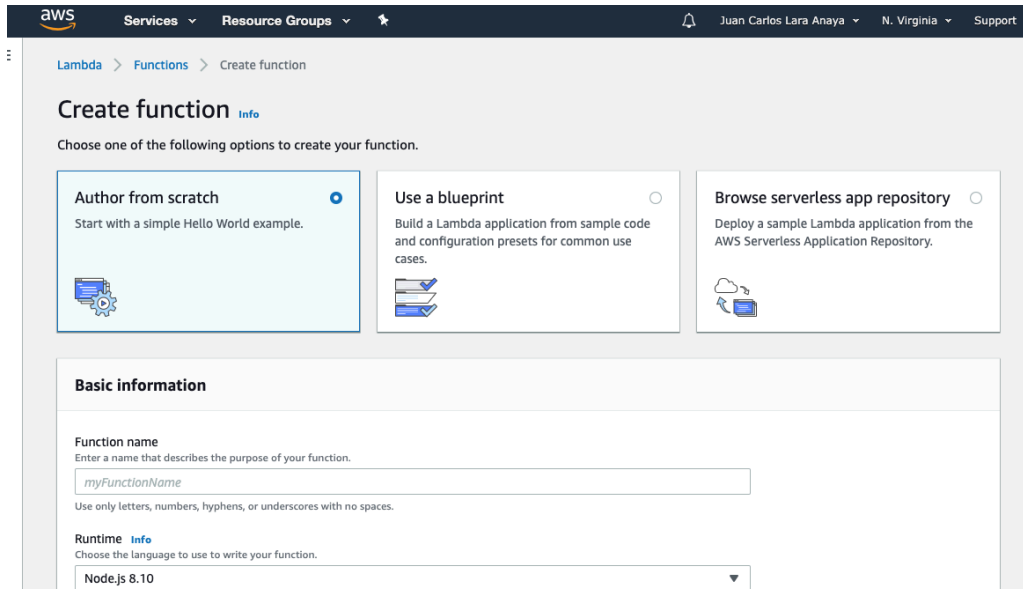 aws Services Resource Groups Juan Carlos Lara Anaya N. Virginia Support
Lambda Functions Create function
Create function Info
Choose one of the following options to create your function.
Author from scratch
Start with a simple Hello World example.
Use a blueprint
Build a Lambda application from sample code
and configuration presets for common use
cases.
Browse serverless app repository
Deploy a sample Lambda application from the
AWS Serverless Application Repository.
Basic information
Function name
Enter a name that describes the purpose of your function.
myFunctionName
Use only letters, numbers, hyphens, or underscores with no spaces.
Runtime Info
Choose the language to use to write your function.
Node.js 8.10